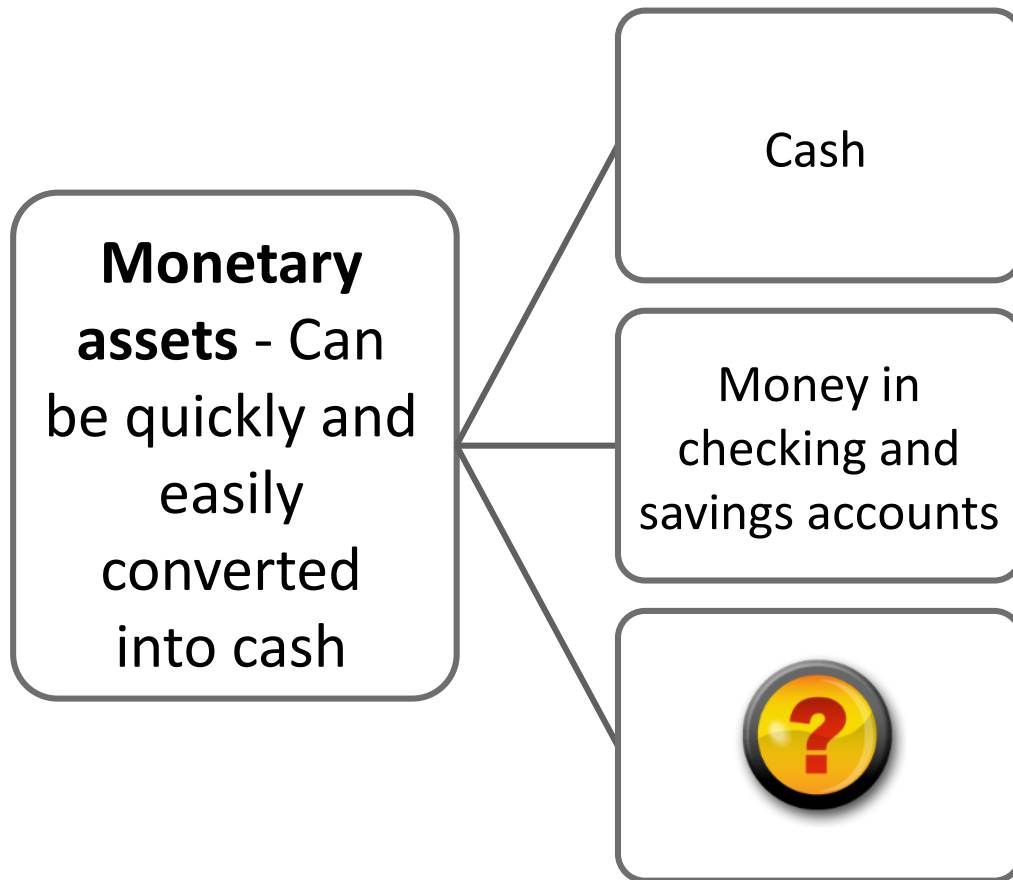 Monetary
assets - Can
be quickly and
easily
converted
into cash
Cash
Money in
checking and
savings accounts
?